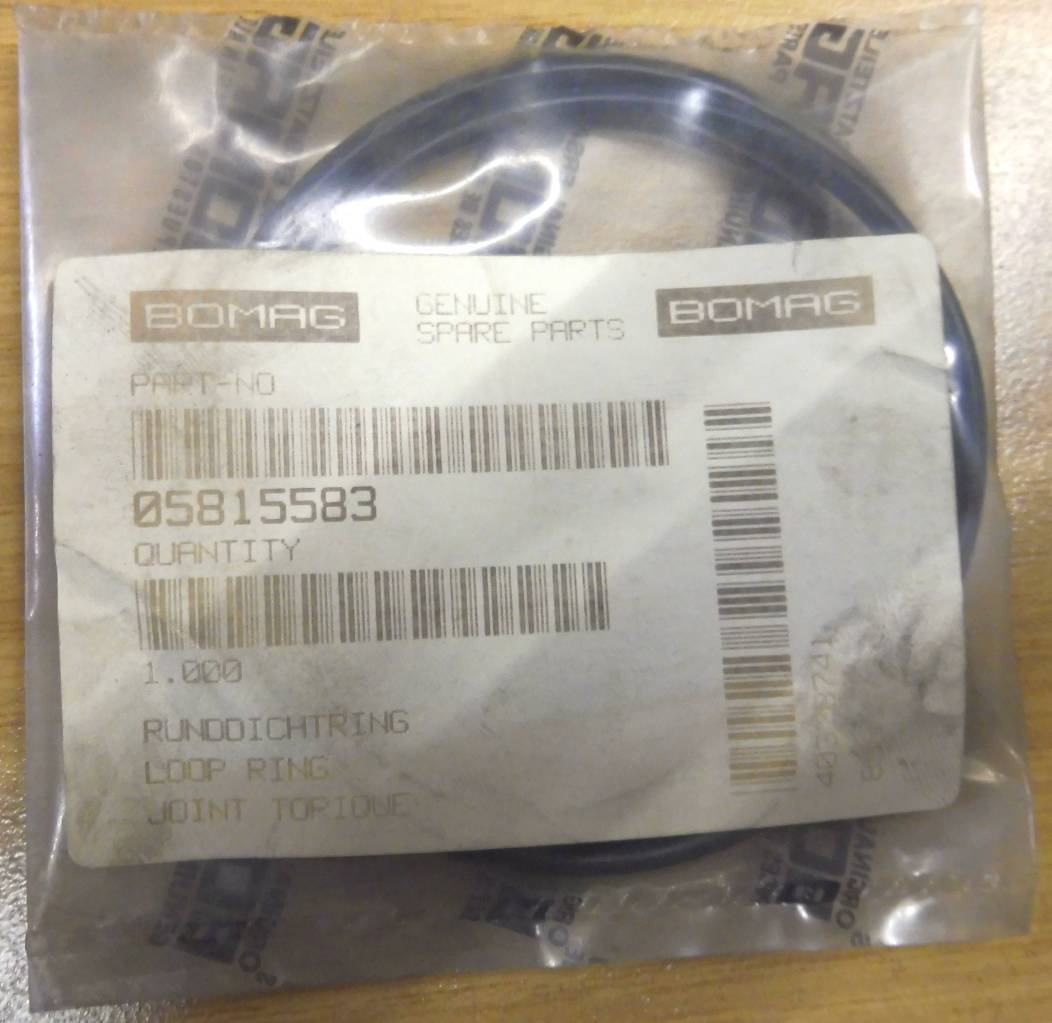 BOMAG
GENUINE
SPARE PARTS
BOMAG
PART-NO
05815583
QUANTITY
1.000
RUNDDICHTRING
LOOP RING
JOINT TORIQUE